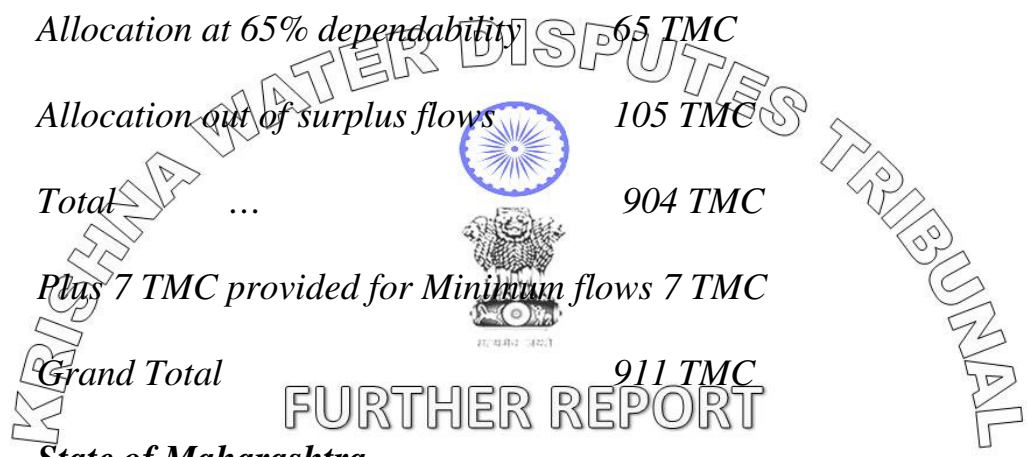 Allocation at 65% dependability 65 TMC
Allocation out of surplus flows 105 TMC
Total ... 904 TMC
Plus 7 TMC provided for Minimum flows 7 TMC
Grand Total 911 TMC
State of Maharashtra
KRISHNA WATER DISPUTES TRIBUNAL
FURTHER REPORT